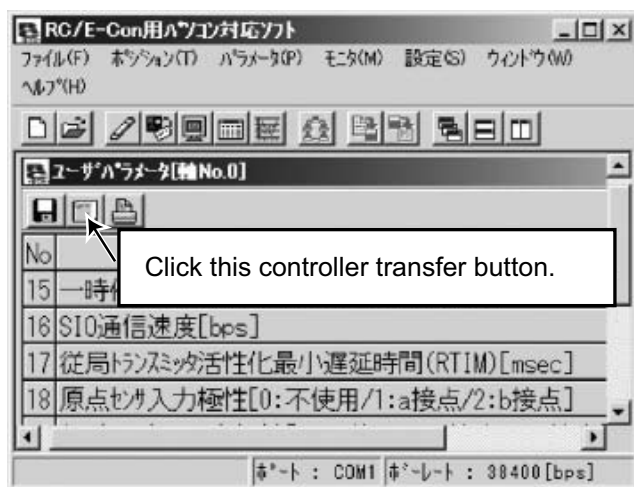 RC/E-Con用パソコン対応ソフト
ファイル(F) ポジション(T) パラメータ(P) モニタ(M) 設定(S) ウィンドウ(W)
ヘルプ(H)
ユーザパラメータ[軸No.0]
Click this controller transfer button.
No
15 一時
16 SIO通信速度[bps]
17 従局トランスミッタ活性化最小遅延時間(RTIM)[msec]
18 原点センサ入力極性[0:不使用/1:a接点/2:b接点]
ポート : COM1 ボーレート : 38400[bps]